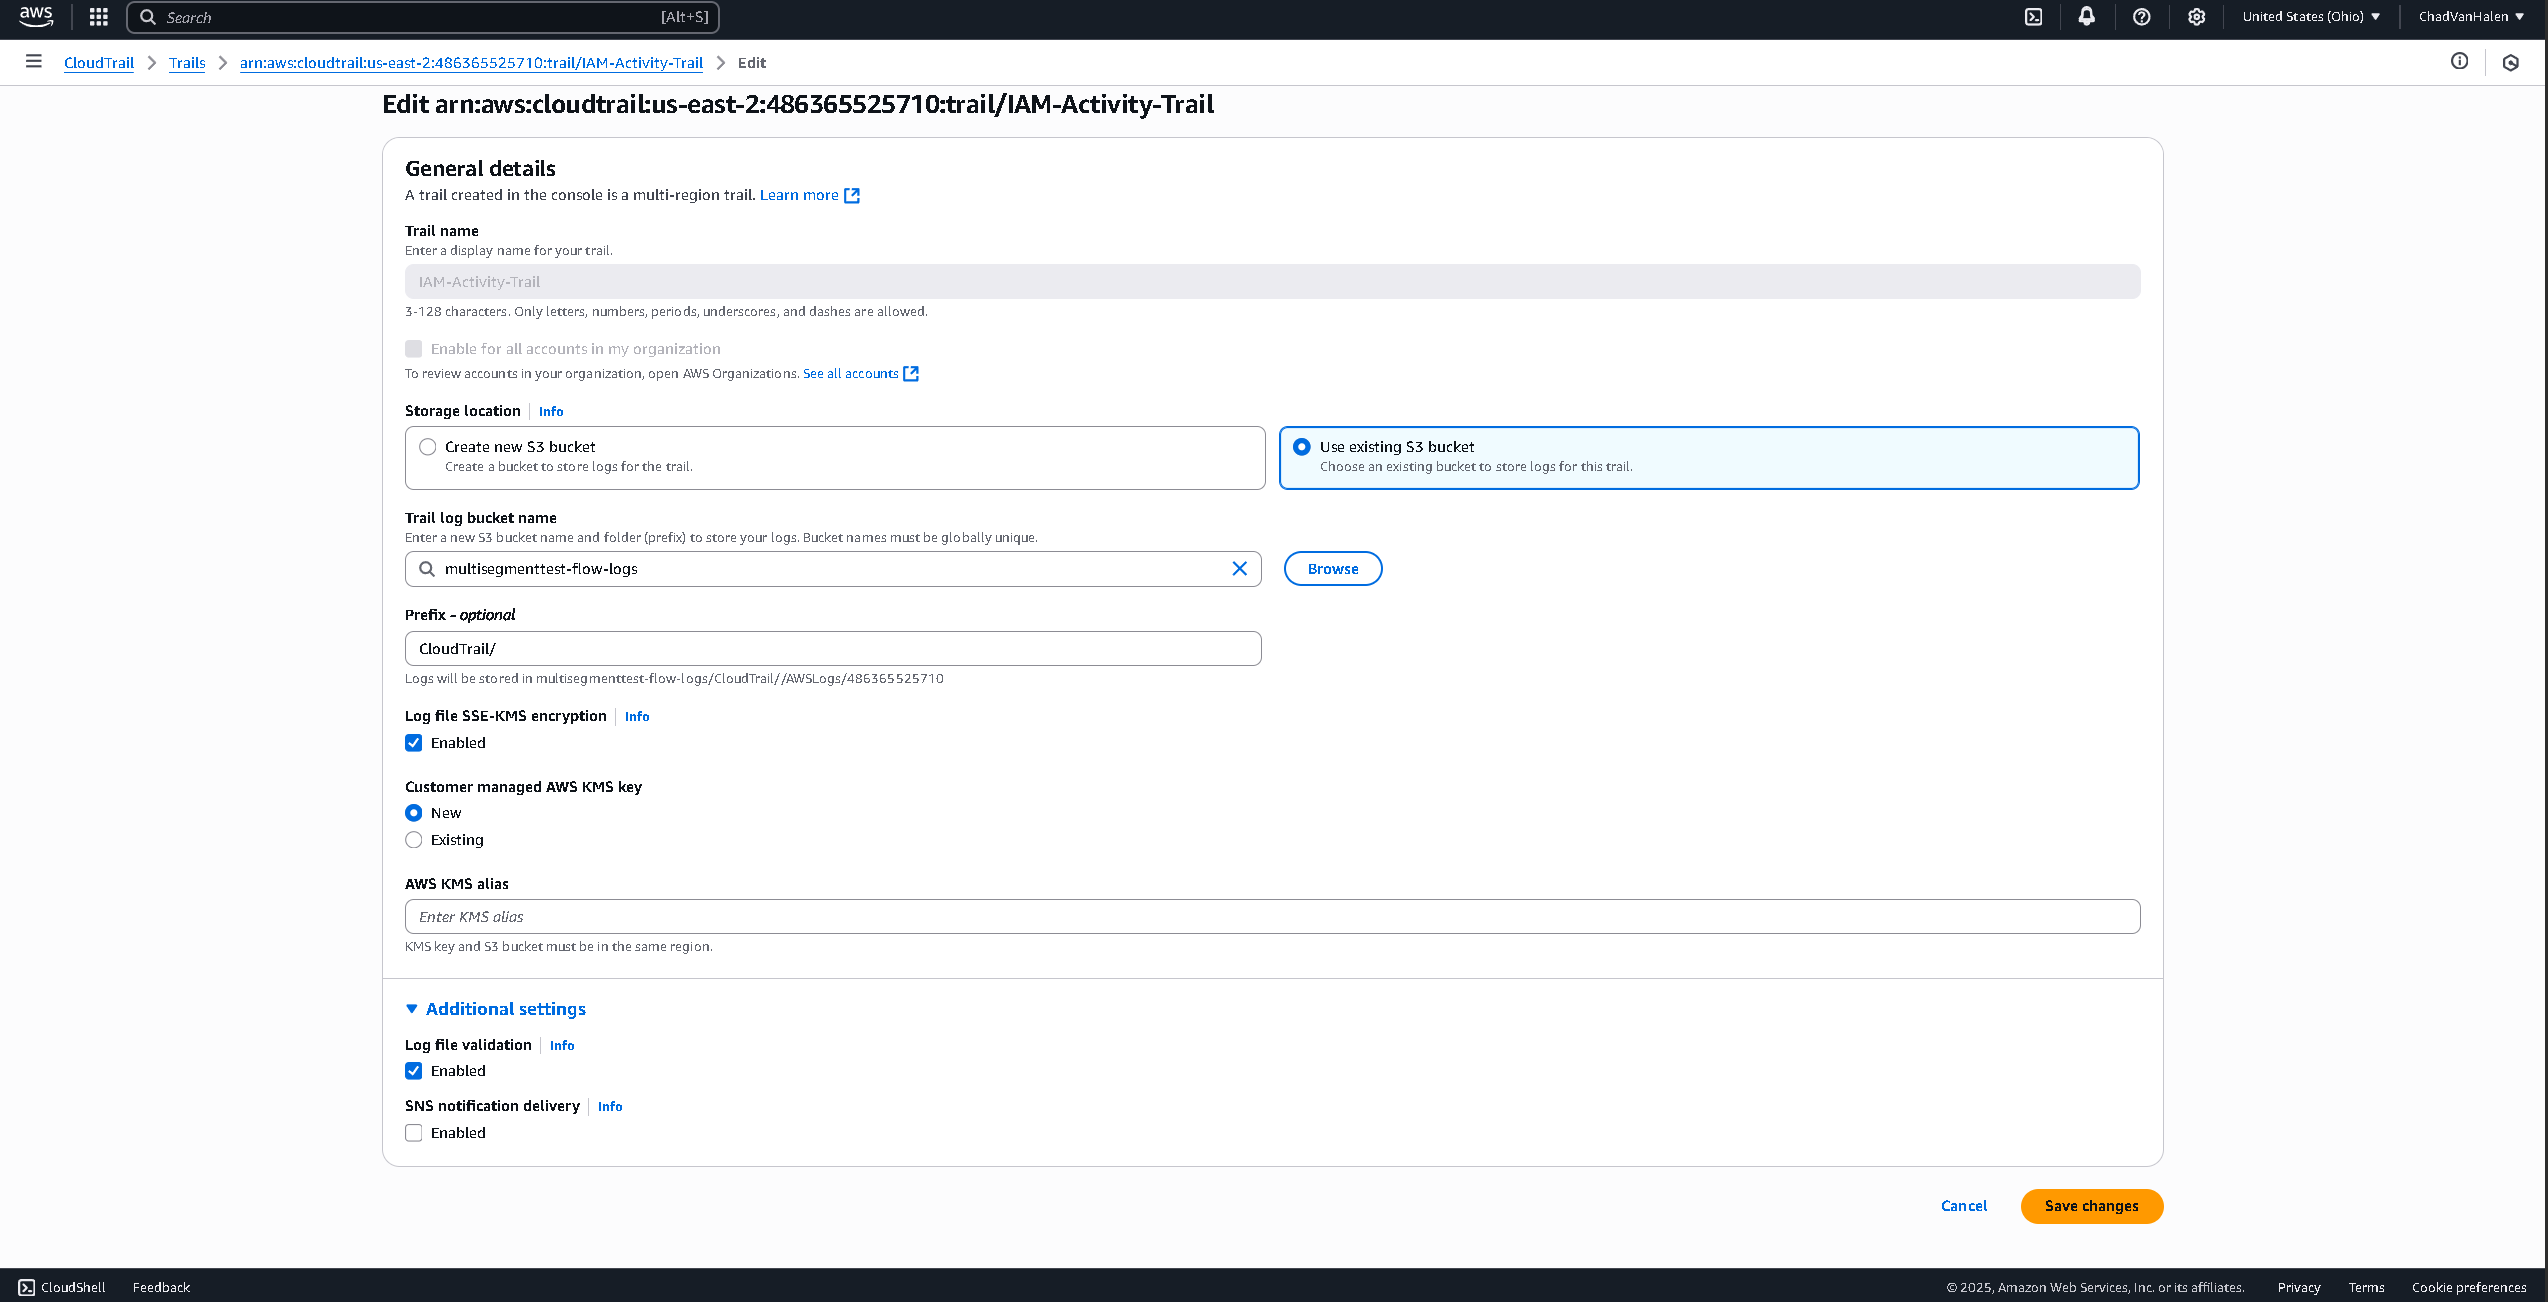 aws
Search [Alt+S]
United States (Ohio)
ChadVanHalen
CloudTrail
Trails
arn:aws:cloudtrail:us-east-2:486365525710:trail/IAM-Activity-Trail
Edit
Edit arn:aws:cloudtrail:us-east-2:486365525710:trail/IAM-Activity-Trail
General details
A trail created in the console is a multi-region trail. Learn more
Trail name
Enter a display name for your trail.
IAM-Activity-Trail
3-128 characters. Only letters, numbers, periods, underscores, and dashes are allowed.
Enable for all accounts in my organization
To review accounts in your organization, open AWS Organizations. See all accounts
Storage location Info
Create new S3 bucket
Create a bucket to store logs for the trail.
Use existing S3 bucket
Choose an existing bucket to store logs for this trail.
Trail log bucket name
Enter a new S3 bucket name and folder (prefix) to store your logs. Bucket names must be globally unique.
multisegmenttest-flow-logs
Browse
Prefix - optional
CloudTrail/
Logs will be stored in multisegmenttest-flow-logs/CloudTrail//AWSLogs/486365525710
Log file SSE-KMS encryption Info
Enabled
Customer managed AWS KMS key
New
Existing
AWS KMS alias
Enter KMS alias
KMS key and S3 bucket must be in the same region.
Additional settings
Log file validation Info
Enabled
SNS notification delivery Info
Enabled
Cancel
Save changes
CloudShell
Feedback
© 2025, Amazon Web Services, Inc. or its affiliates.
Privacy
Terms
Cookie preferences